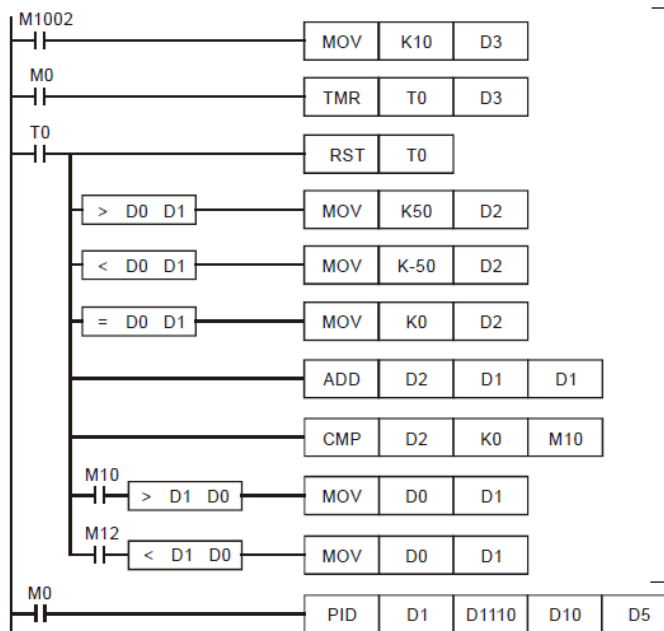 M1002
MOV K10 D3
M0
TMR T0 D3
T0
RST T0
> D0 D1 MOV K50 D2
< D0 D1 MOV K-50 D2
= D0 D1 MOV K0 D2
ADD D2 D1 D1
CMP D2 K0 M10
M10
> D1 D0 MOV D0 D1
M12
< D1 D0 MOV D0 D1
M0
PID D1 D1110 D10 D5